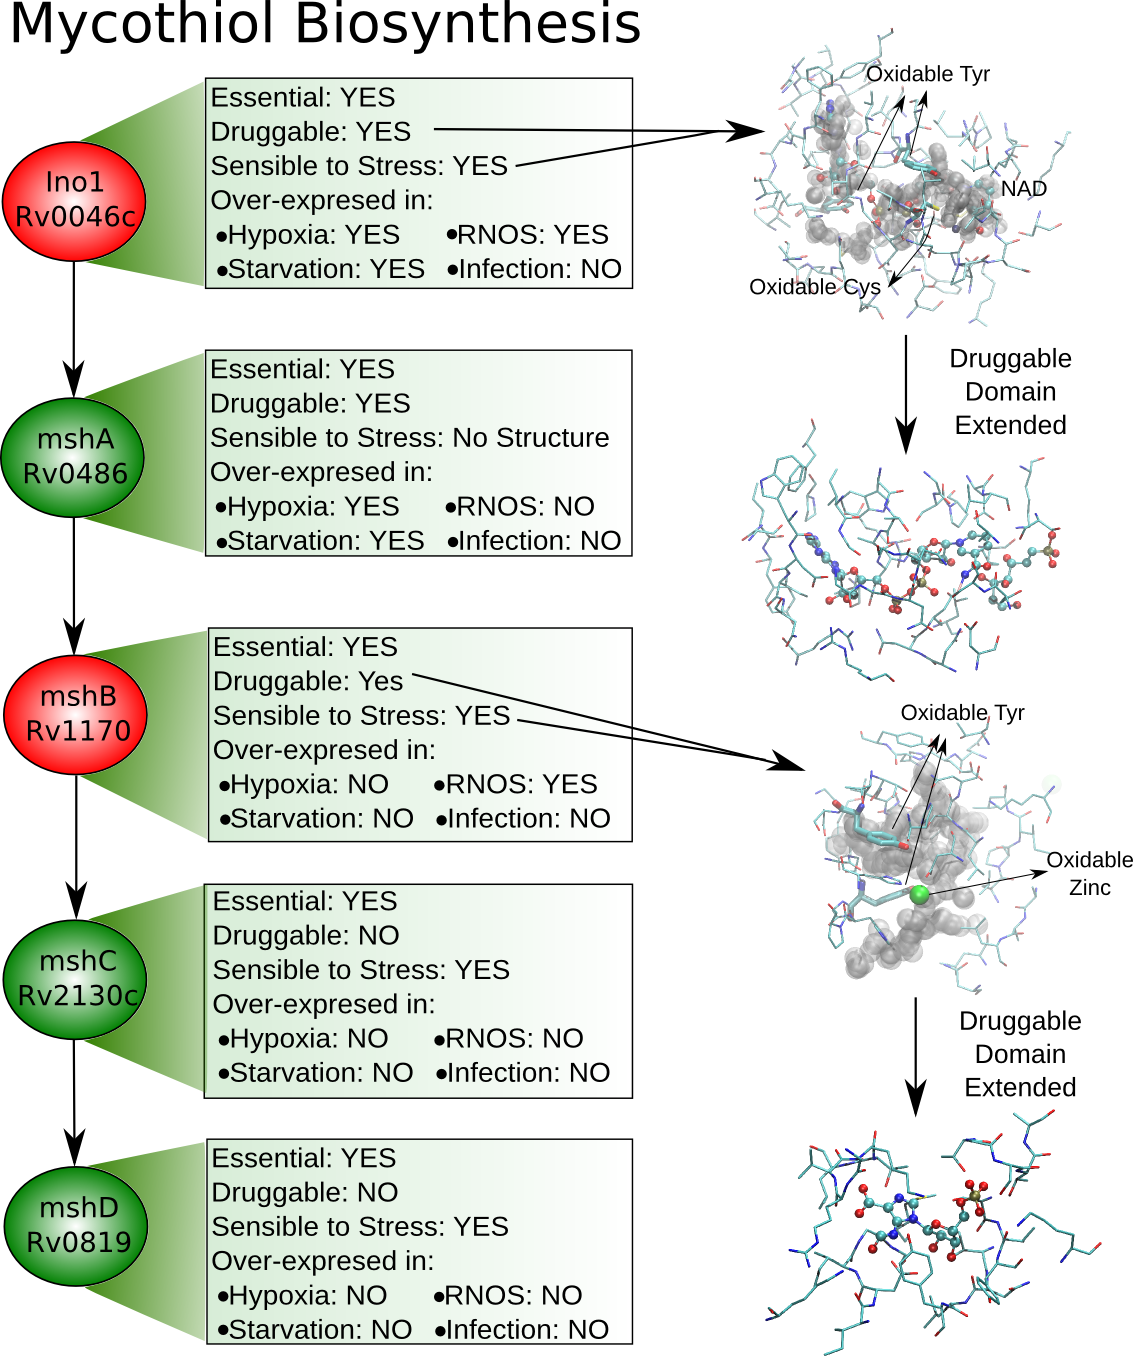 Mycothiol Biosynthesis
Ino1
Rv0046c
Essential: YES
Druggable: YES
Sensible to Stress: YES
Over-expresed in:
•Hypoxia: YES •RNOS: YES
•Starvation: YES •Infection: NO
Oxidable Tyr
NAD
Oxidable Cys
Druggable
Domain
Extended
mshA
Rv0486
Essential: YES
Druggable: YES
Sensible to Stress: No Structure
Over-expresed in:
•Hypoxia: YES •RNOS: NO
•Starvation: YES •Infection: NO
mshB
Rv1170
Essential: YES
Druggable: Yes
Sensible to Stress: YES
Over-expresed in:
•Hypoxia: NO •RNOS: YES
•Starvation: NO •Infection: NO
Oxidable Tyr
Oxidable
Zinc
Druggable
Domain
Extended
mshC
Rv2130c
Essential: YES
Druggable: NO
Sensible to Stress: YES
Over-expresed in:
•Hypoxia: NO •RNOS: NO
•Starvation: NO •Infection: NO
mshD
Rv0819
Essential: YES
Druggable: NO
Sensible to Stress: YES
Over-expresed in:
•Hypoxia: NO •RNOS: NO
•Starvation: NO •Infection: NO